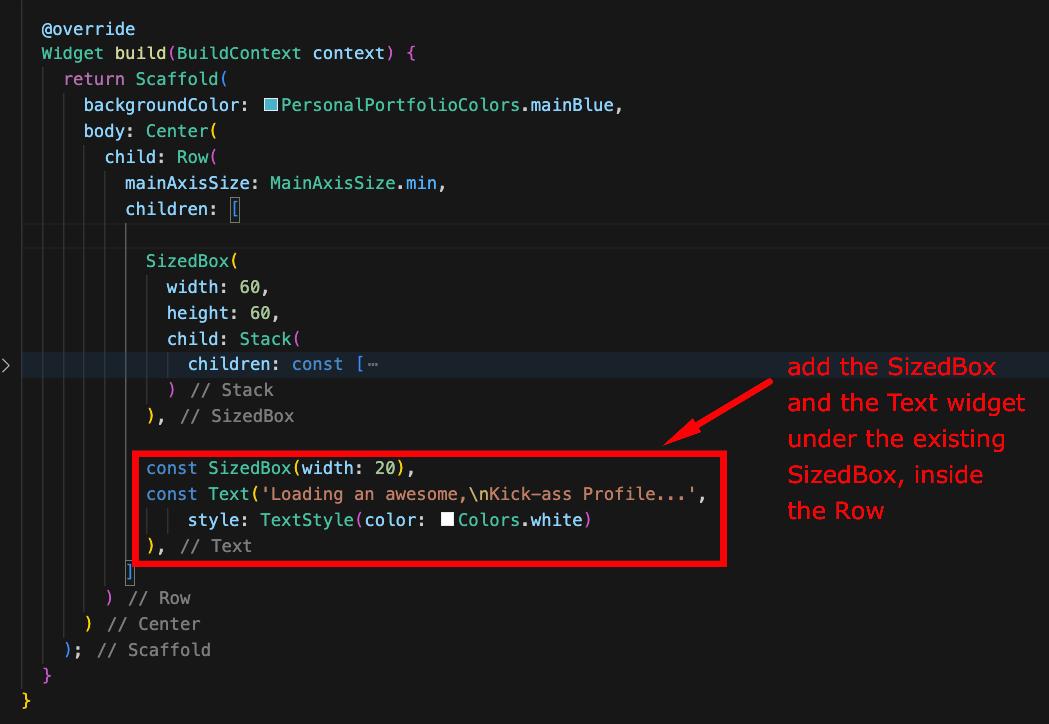 @override
Widget build(BuildContext context) {
return Scaffold(
backgroundColor: PersonalPortfolioColors.mainBlue,
body: Center(
child: Row(
mainAxisSize: MainAxisSize.min,
children: [
SizedBox(
width: 60,
height: 60,
child: Stack(
children: const [⋯
) // Stack
), // SizedBox
const SizedBox(width: 20),
const Text('Loading an awesome,\nKick-ass Profile...',
style: TextStyle(color: Colors.white)
), // Text
]
) // Row
) // Center
); // Scaffold
}
}
add the SizedBox
and the Text widget
under the existing
SizedBox, inside
the Row